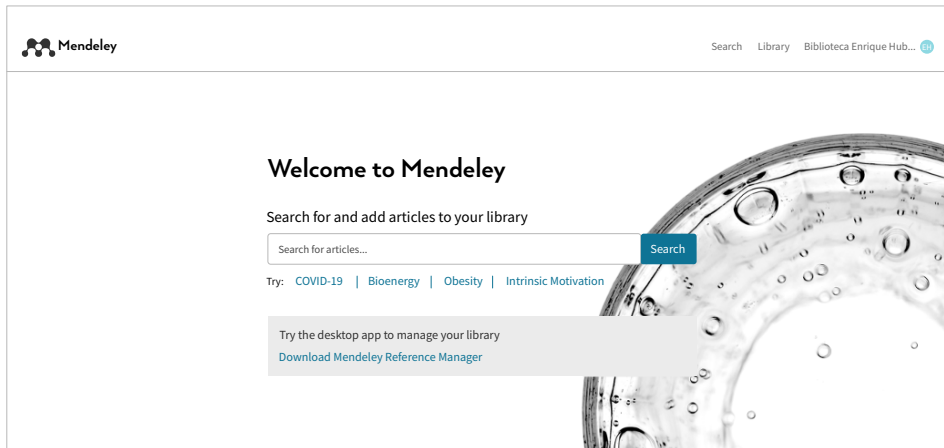 Mendeley
Search Library Biblioteca Enrique Hub... EH
Welcome to Mendeley
Search for and add articles to your library
Search for articles... Search
Try: COVID-19 | Bioenergy | Obesity | Intrinsic Motivation
Try the desktop app to manage your library
Download Mendeley Reference Manager